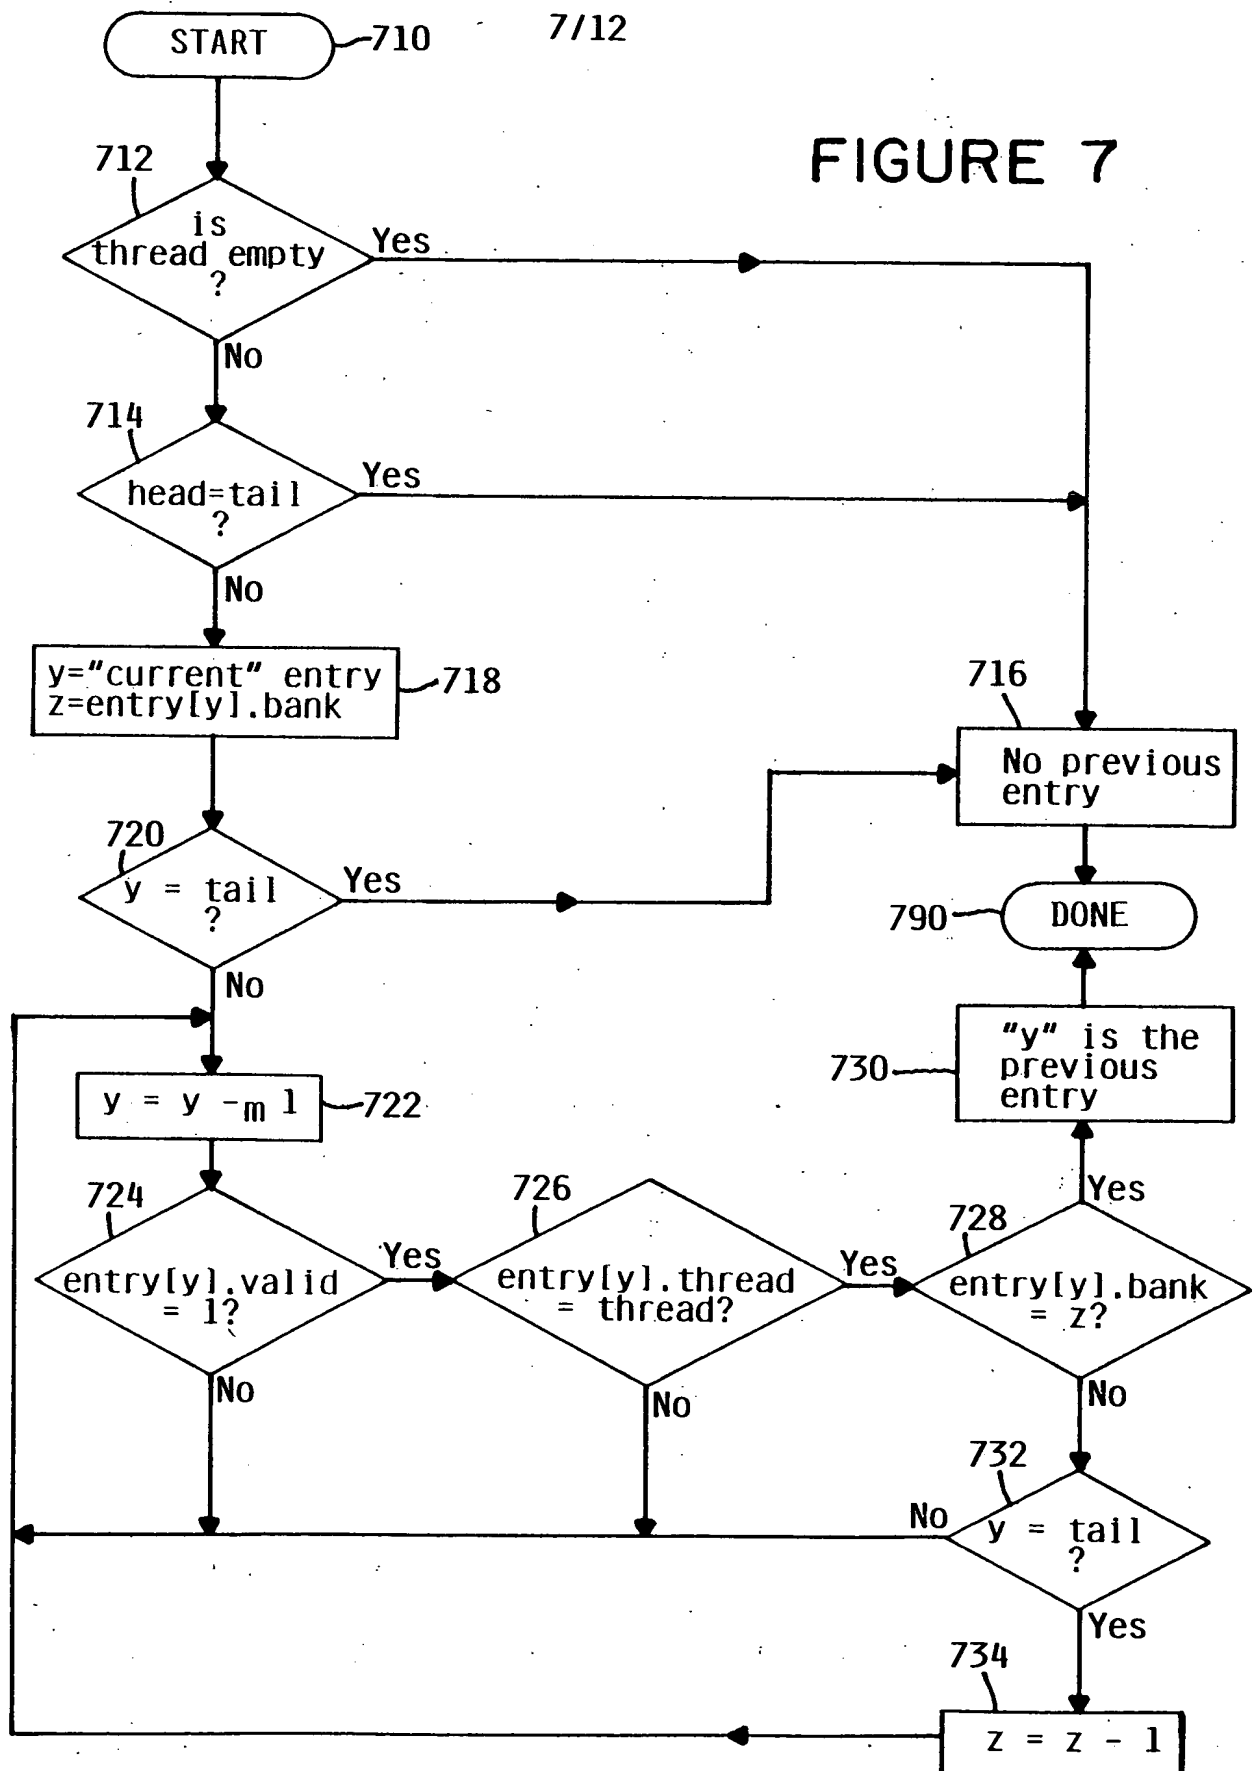 START
710
7/12
FIGURE 7
712
is
thread empty
?
Yes
No
714
head=tail
?
Yes
No
y="current" entry
z=entry[y].bank
718
716
No previous
entry
720
y = tail
?
Yes
No
790
DONE
"y" is the
previous
entry
730
y = y -m 1
722
724
entry[y].valid
= 1?
Yes
No
726
entry[y].thread
= thread?
Yes
No
728
entry[y].bank
= z?
Yes
No
732
y = tail
?
No
Yes
734
z = z - 1